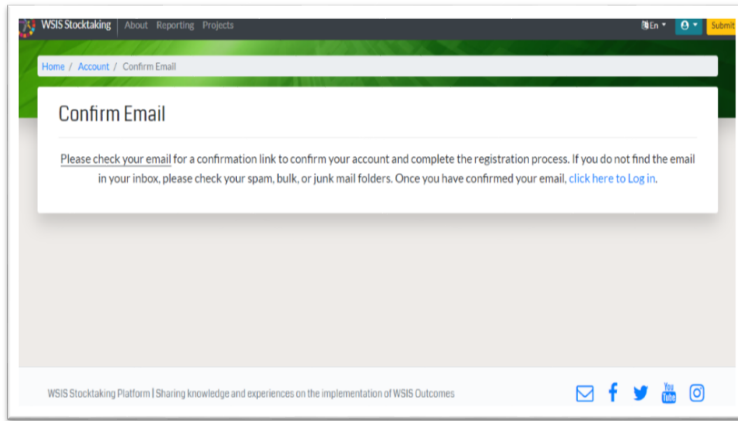 WSIS Stocktaking About Reporting Projects En Submit
Home / Account / Confirm Email
Confirm Email
Please check your email for a confirmation link to confirm your account and complete the registration process. If you do not find the email
in your inbox, please check your spam, bulk, or junk mail folders. Once you have confirmed your email, click here to Log in.
WSIS Stocktaking Platform | Sharing knowledge and experiences on the implementation of WSIS Outcomes
You
Tube